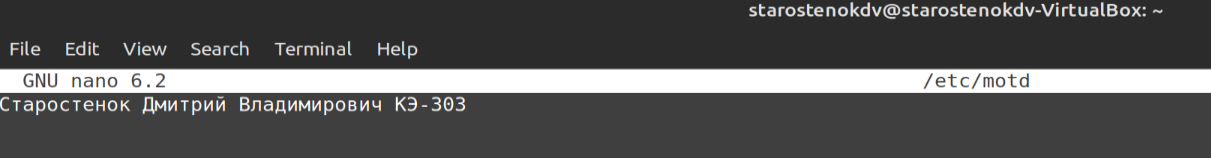 starostenokdv@starostenokdv-VirtualBox: ~
File Edit View Search Terminal Help
GNU nano 6.2 /etc/motd
Старостенок Дмитрий Владимирович КЭ-303